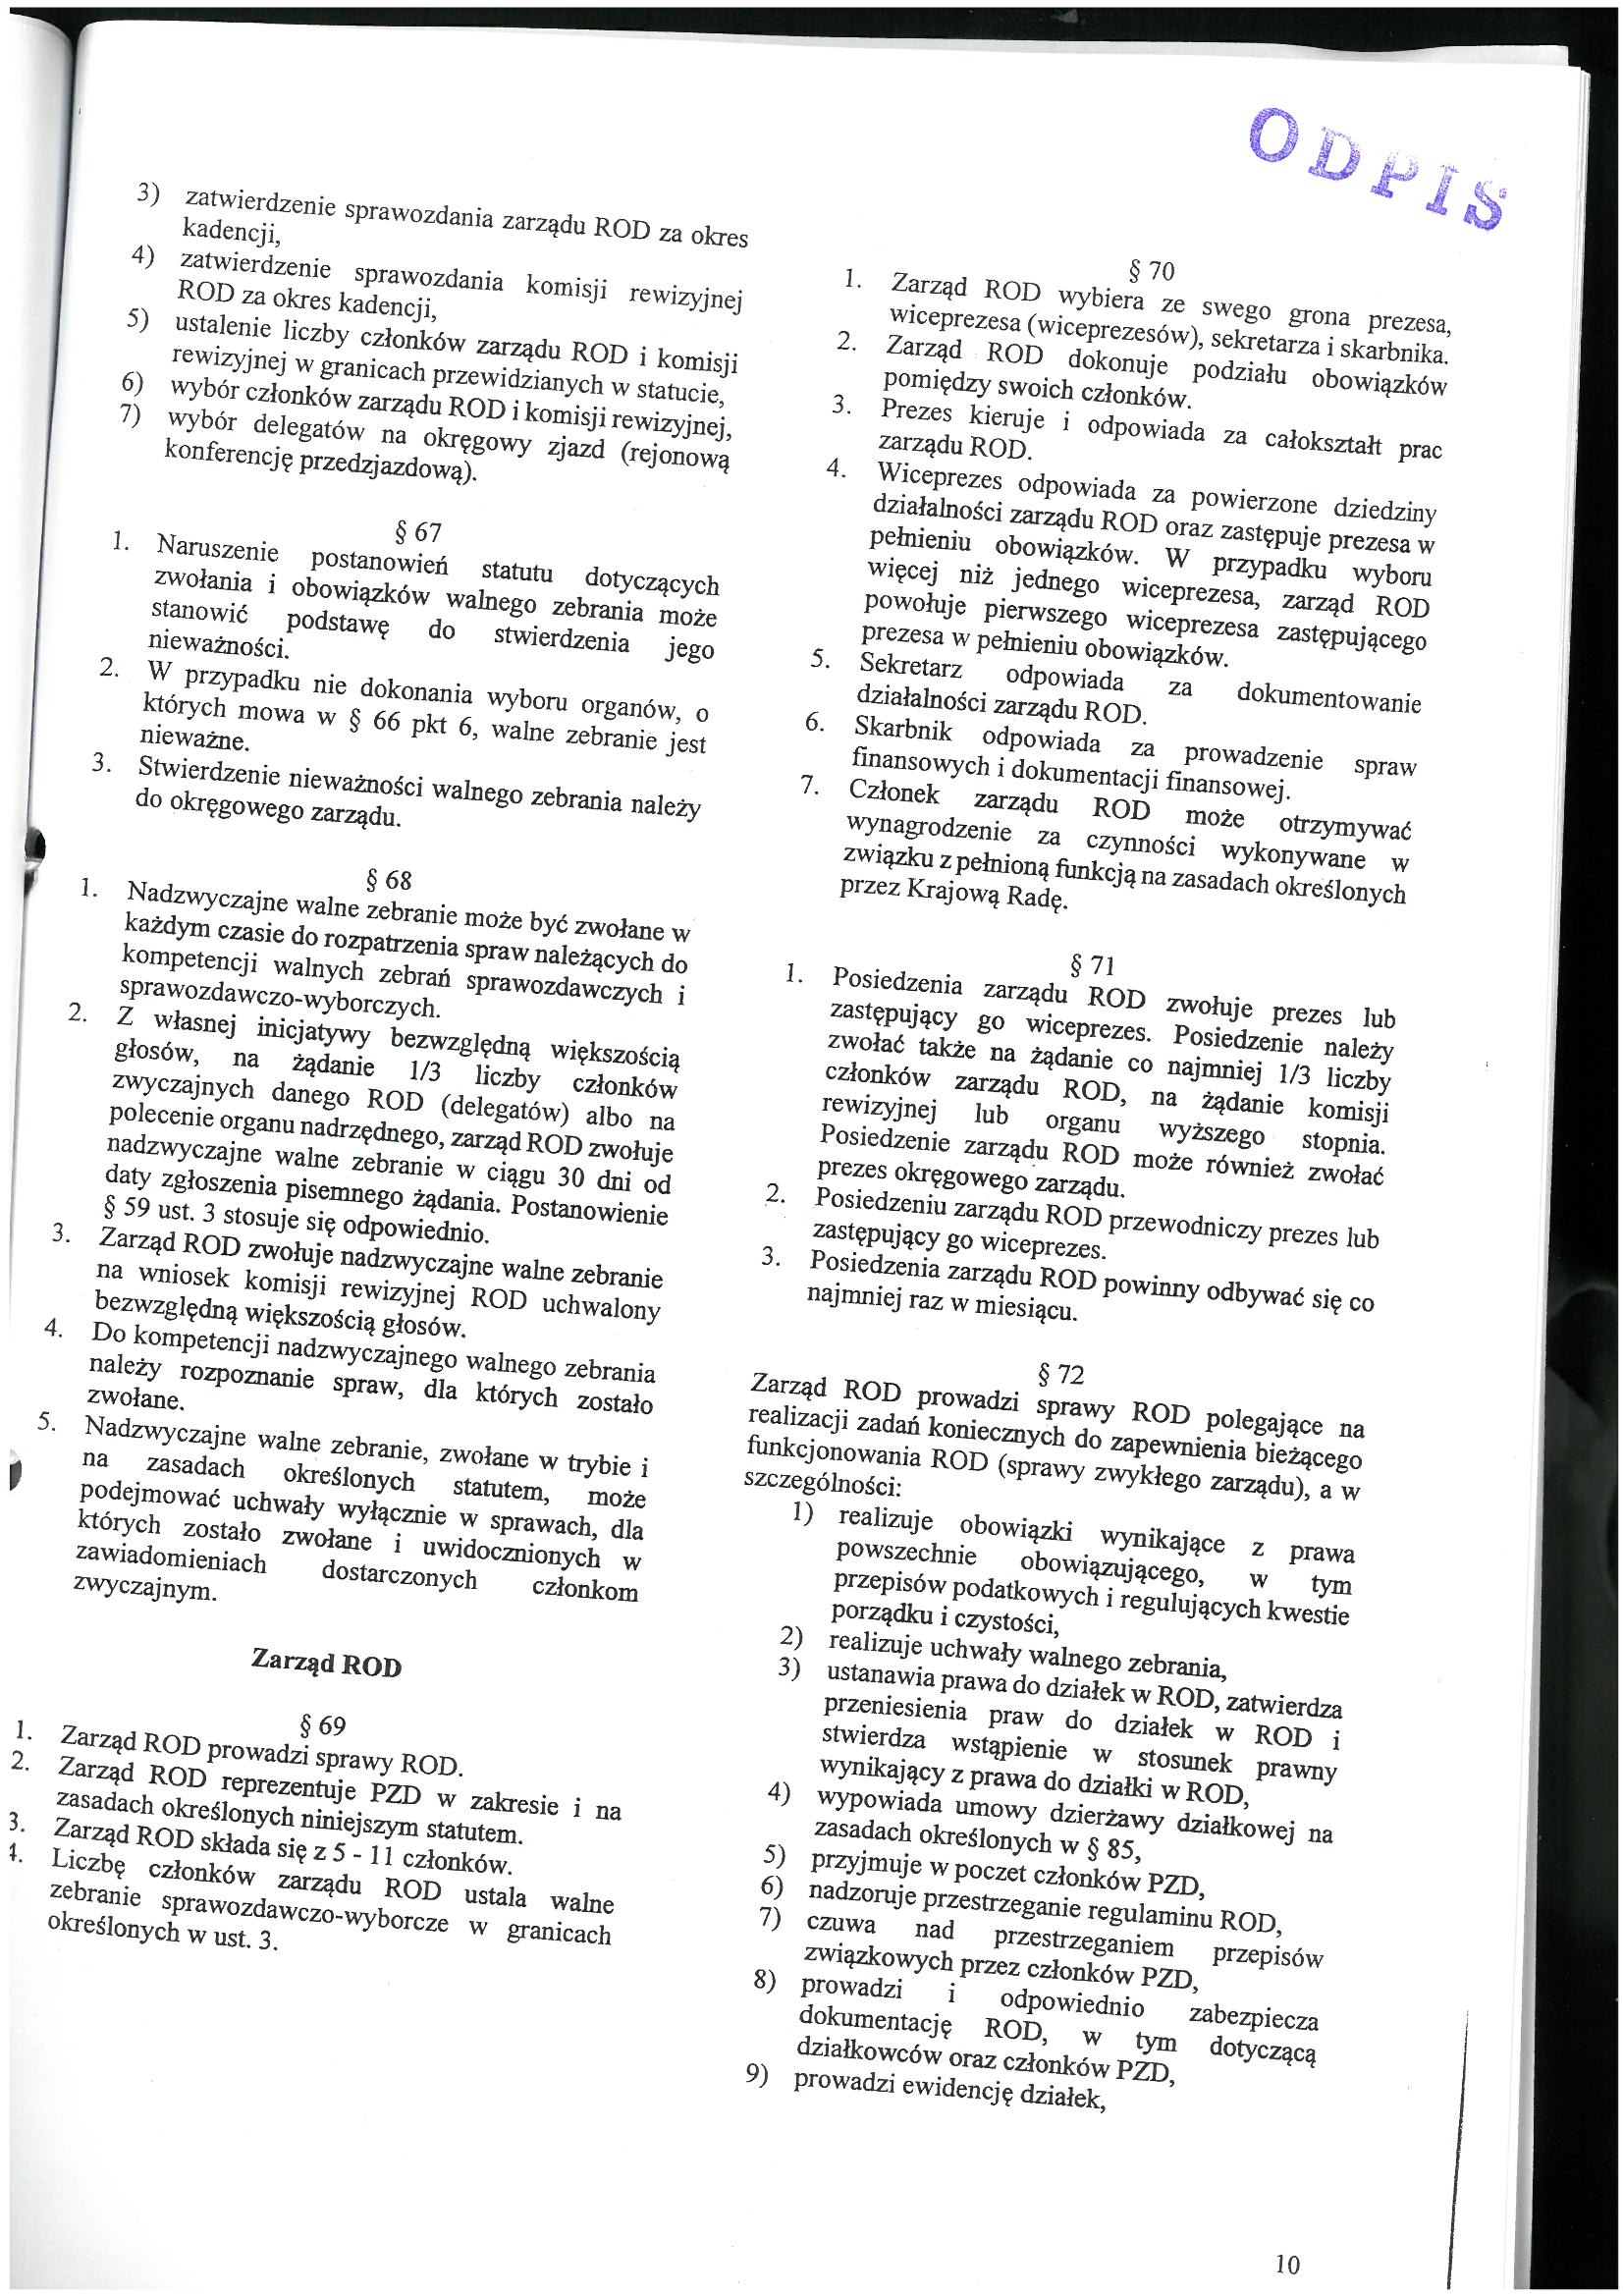 ODPIS
3) zatwierdzenie sprawozdania zarządu ROD za okres
kadencji,
4) zatwierdzenie sprawozdania komisji rewizyjnej
ROD za okres kadencji,
5) ustalenie liczby członków zarządu ROD i komisji
rewizyjnej w granicach przewidzianych w statucie,
6) wybór członków zarządu ROD i komisji rewizyjnej,
7) wybór delegatów na okręgowy zjazd (rejonową
konferencję przedzjazdową).
§ 67
1. Naruszenie postanowień statutu dotyczących
zwołania i obowiązków walnego zebrania może
stanowić podstawę do stwierdzenia jego
nieważności.
2. W przypadku nie dokonania wyboru organów, o
których mowa w § 66 pkt 6, walne zebranie jest
nieważne.
3. Stwierdzenie nieważności walnego zebrania należy
do okręgowego zarządu.
§ 68
1. Nadzwyczajne walne zebranie może być zwołane w
każdym czasie do rozpatrzenia spraw należących do
kompetencji walnych zebrań sprawozdawczych i
sprawozdawczo-wyborczych.
2. Z własnej inicjatywy bezwzględną większością
głosów, na żądanie 1/3 liczby członków
zwyczajnych danego ROD (delegatów) albo na
polecenie organu nadrzędnego, zarząd ROD zwołuje
nadzwyczajne walne zebranie w ciągu 30 dni od
daty zgłoszenia pisemnego żądania. Postanowienie
§ 59 ust. 3 stosuje się odpowiednio.
3. Zarząd ROD zwołuje nadzwyczajne walne zebranie
na wniosek komisji rewizyjnej ROD uchwalony
bezwzględną większością głosów.
4. Do kompetencji nadzwyczajnego walnego zebrania
należy rozpoznanie spraw, dla których zostało
zwołane.
5. Nadzwyczajne walne zebranie, zwołane w trybie i
na zasadach określonych statutem, może
podejmować uchwały wyłącznie w sprawach, dla
których zostało zwołane i uwidocznionych w
zawiadomieniach dostarczonych członkom
zwyczajnym.
Zarząd ROD
§ 69
1. Zarząd ROD prowadzi sprawy ROD.
2. Zarząd ROD reprezentuje PZD w zakresie i na
zasadach określonych niniejszym statutem.
3. Zarząd ROD składa się z 5 - 11 członków.
4. Liczbę członków zarządu ROD ustala walne
zebranie sprawozdawczo-wyborcze w granicach
określonych w ust. 3.
§ 70
1. Zarząd ROD wybiera ze swego grona prezesa,
wiceprezesa (wiceprezesów), sekretarza i skarbnika.
2. Zarząd ROD dokonuje podziału obowiązków
pomiędzy swoich członków.
3. Prezes kieruje i odpowiada za całokształt prac
zarządu ROD.
4. Wiceprezes odpowiada za powierzone dziedziny
działalności zarządu ROD oraz zastępuje prezesa w
pełnieniu obowiązków. W przypadku wyboru
więcej niż jednego wiceprezesa, zarząd ROD
powołuje pierwszego wiceprezesa zastępującego
prezesa w pełnieniu obowiązków.
5. Sekretarz odpowiada za dokumentowanie
działalności zarządu ROD.
6. Skarbnik odpowiada za prowadzenie spraw
finansowych i dokumentacji finansowej.
7. Członek zarządu ROD może otrzymywać
wynagrodzenie za czynności wykonywane w
związku z pełnioną funkcją na zasadach określonych
przez Krajową Radę.
§ 71
1. Posiedzenia zarządu ROD zwołuje prezes lub
zastępujący go wiceprezes. Posiedzenie należy
zwołać także na żądanie co najmniej 1/3 liczby
członków zarządu ROD, na żądanie komisji
rewizyjnej lub organu wyższego stopnia.
Posiedzenie zarządu ROD może również zwołać
prezes okręgowego zarządu.
2. Posiedzeniu zarządu ROD przewodniczy prezes lub
zastępujący go wiceprezes.
3. Posiedzenia zarządu ROD powinny odbywać się co
najmniej raz w miesiącu.
§ 72
Zarząd ROD prowadzi sprawy ROD polegające na
realizacji zadań koniecznych do zapewnienia bieżącego
funkcjonowania ROD (sprawy zwykłego zarządu), a w
szczególności:
1) realizuje obowiązki wynikające z prawa
powszechnie obowiązującego, w tym
przepisów podatkowych i regulujących kwestie
porządku i czystości,
2) realizuje uchwały walnego zebrania,
3) ustanawia prawa do działek w ROD, zatwierdza
przeniesienia praw do działek w ROD i
stwierdza wstąpienie w stosunek prawny
wynikający z prawa do działki w ROD,
4) wypowiada umowy dzierżawy działkowej na
zasadach określonych w § 85,
5) przyjmuje w poczet członków PZD,
6) nadzoruje przestrzeganie regulaminu ROD,
7) czuwa nad przestrzeganiem przepisów
związkowych przez członków PZD,
8) prowadzi i odpowiednio zabezpiecza
dokumentację ROD, w tym dotyczącą
działkowców oraz członków PZD,
9) prowadzi ewidencję działek,
10